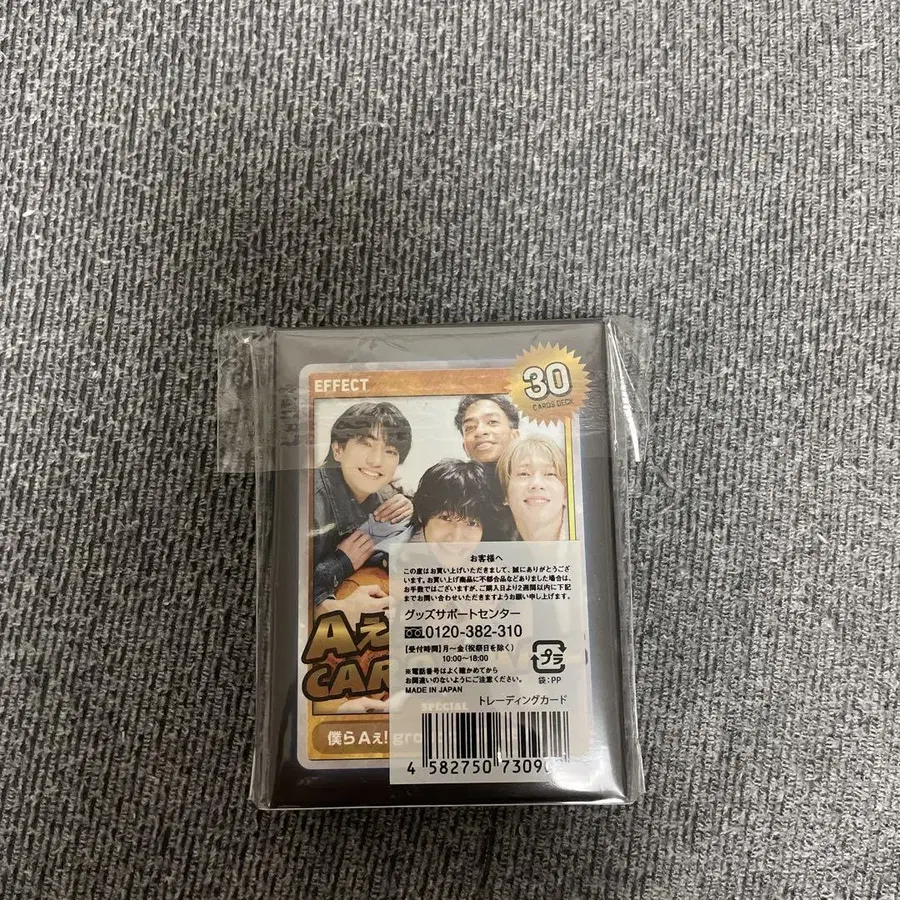 EFFECT
30
CARDS DECK
お客様へ
この度はお買い上げいただきまして、誠にありがとうござ
います。お買い上げ商品に不都合品などありました場合は、
お手数ではございますが、ご購入日より2週間以内に下記
までお問い合わせいただきますようお願い申し上げます。
グッズサポートセンター
0120-382-310
【受付時間】月〜金(祝祭日を除く)
10:00〜18:00
※電話番号はよく確かめてから
お間違いのないようにご注意ください。
MADE IN JAPAN
プラ
袋:PP
トレーディングカード
Aぇ
CAR
SPECIAL
僕らAぇ! gro
4 582750 7309